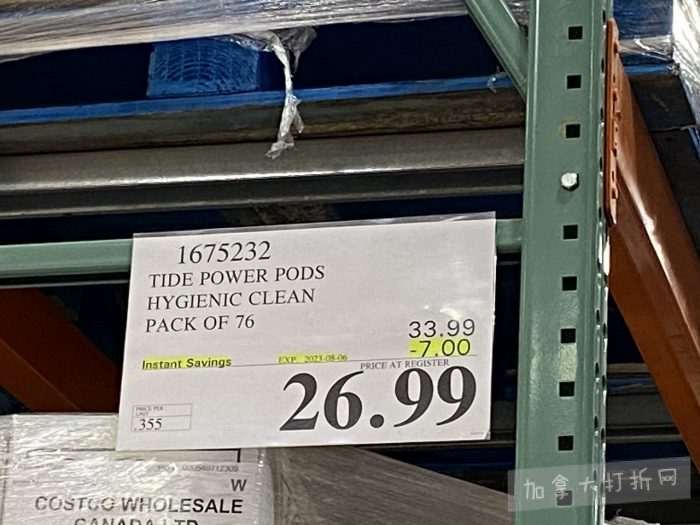 1675232
TIDE POWER PODS
HYGIENIC CLEAN
PACK OF 76
33.99
-7.00
Instant Savings EXP. 2023-08-06 PRICE AT REGISTER
26.99
PRICE PER
UNIT
.355
W
COSTCO WHOLESALE
CANADA LTD
加拿大打折网